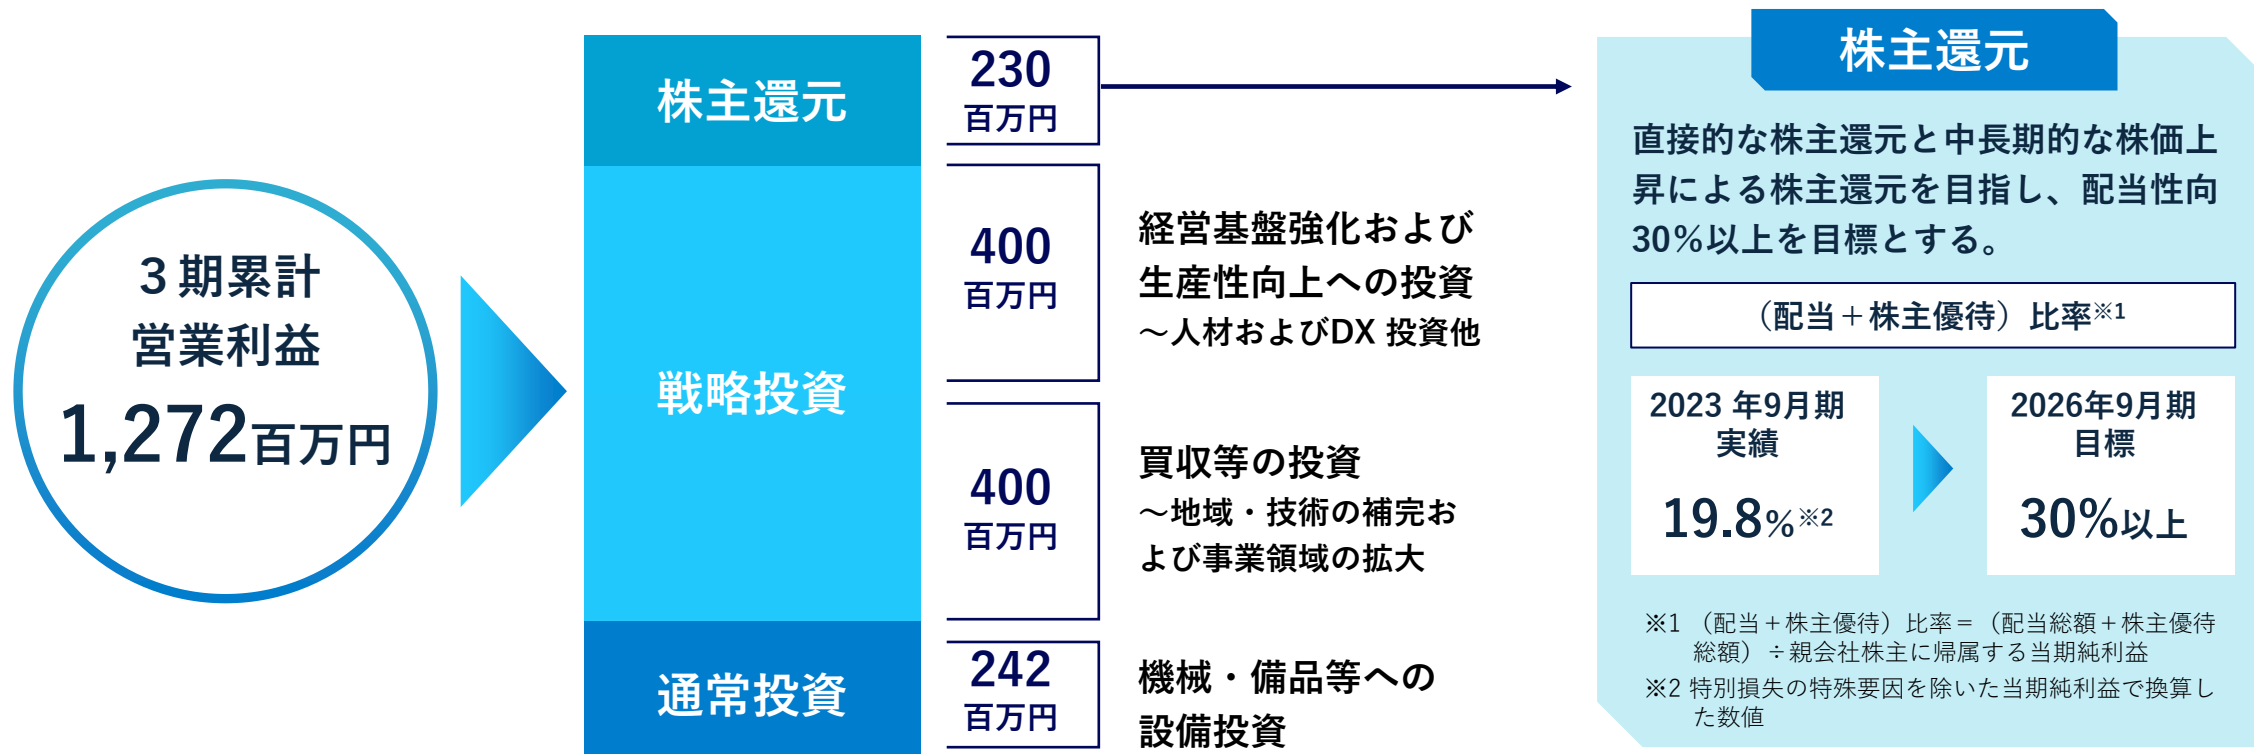 ３期累計
営業利益
1,272百万円
株主還元
戦略投資
通常投資
230
百万円
400
百万円
経営基盤強化および
生産性向上への投資
～人材およびDX 投資他
400
百万円
買収等の投資
～地域・技術の補完お
よび事業領域の拡大
242
百万円
機械・備品等への
設備投資
株主還元
直接的な株主還元と中長期的な株価上
昇による株主還元を目指し、配当性向
30％以上を目標とする。
（配当＋株主優待）比率※1
2023 年9月期
実績
19.8％※2
2026年9月期
目標
30％以上
※1 （配当＋株主優待）比率＝（配当総額＋株主優待
総額）÷親会社株主に帰属する当期純利益
※2 特別損失の特殊要因を除いた当期純利益で換算し
た数値